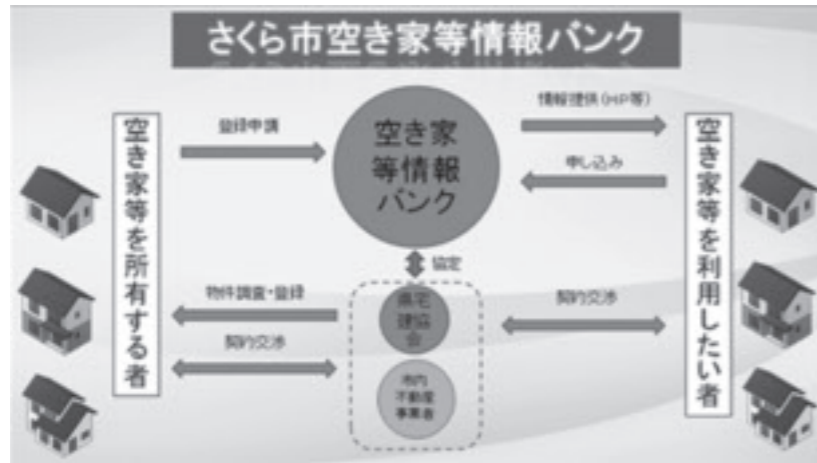 さくら市空き家等情報バンク
空き家等を所有する者
登録申請
空き家
等情報
バンク
情報提供(HP等)
申し込み
空き家等を利用したい者
協定
物件調査・登録
契約交渉
県宅
建協
会
市内
不動産
事業者
契約交渉